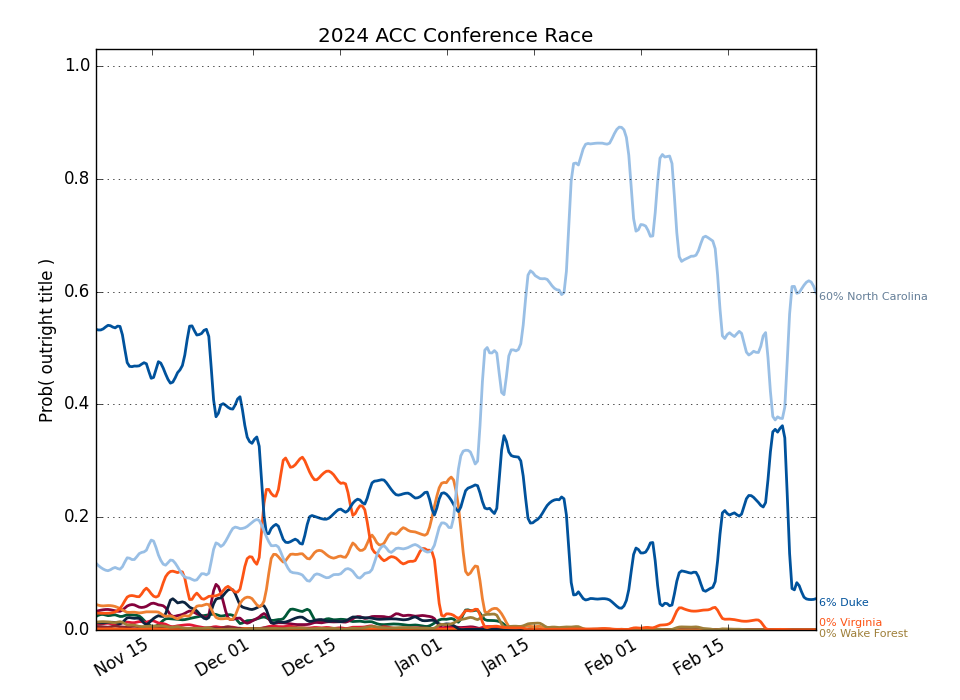 2024 ACC Conference Race
Prob( outright title )
1.0
0.8
0.6
0.4
0.2
0.0
Nov 15
Dec 01
Dec 15
Jan 01
Jan 15
Feb 01
Feb 15
60% North Carolina
6% Duke
0% Virginia
0% Wake Forest